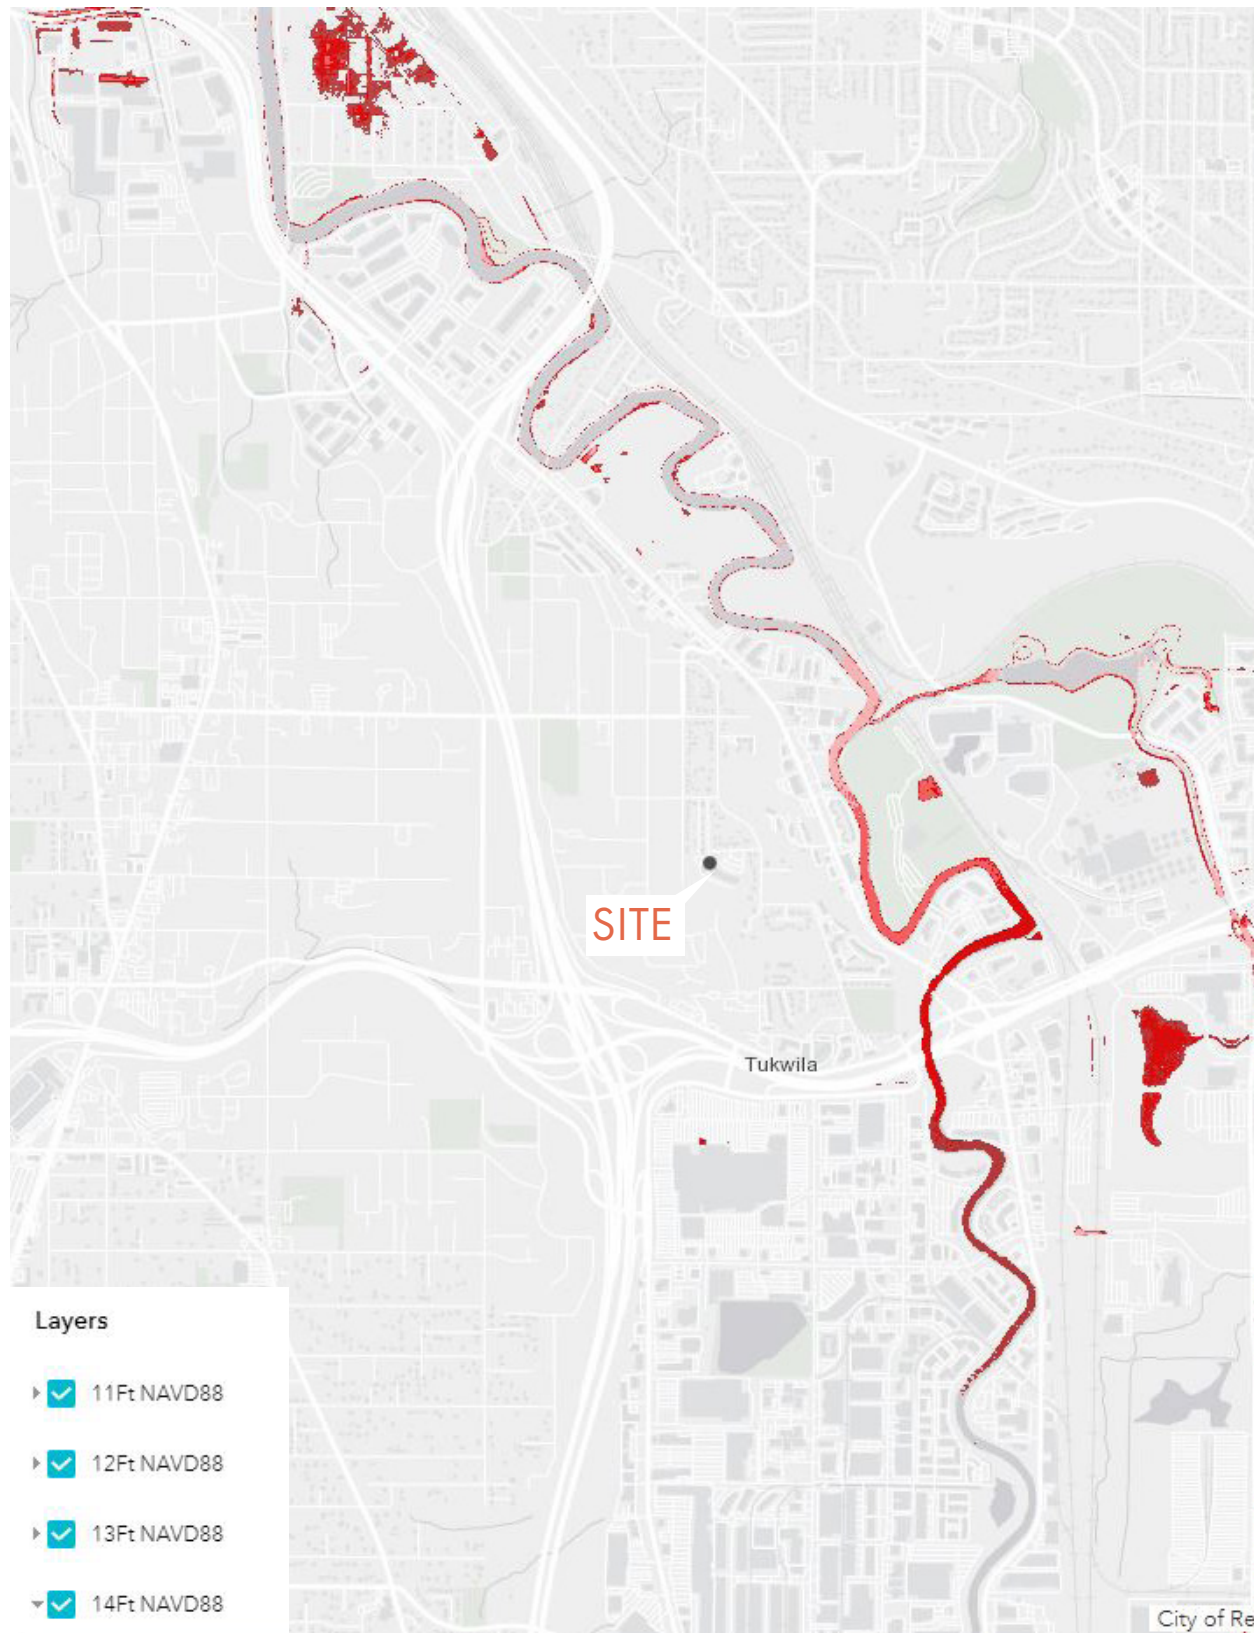 SITE
Tukwila
Layers
11Ft NAVD88
12Ft NAVD88
13Ft NAVD88
14Ft NAVD88
City of Re